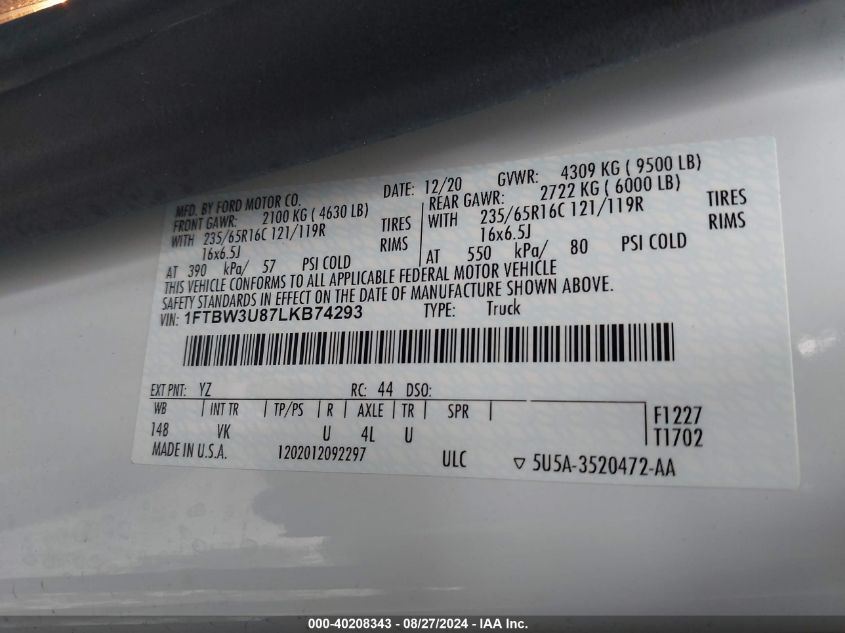 MFD. BY FORD MOTOR CO. DATE: 12/20 GVWR: 4309 KG ( 9500 LB)
FRONT GAWR: 2100 KG ( 4630 LB) REAR GAWR: 2722 KG ( 6000 LB)
WITH 235/65R16C 121/119R TIRES WITH 235/65R16C 121/119R TIRES
16x6.5J RIMS 16x6.5J RIMS
AT 390 kPa/ 57 PSI COLD AT 550 kPa/ 80 PSI COLD
THIS VEHICLE CONFORMS TO ALL APPLICABLE FEDERAL MOTOR VEHICLE
SAFETY STANDARDS IN EFFECT ON THE DATE OF MANUFACTURE SHOWN ABOVE.
VIN: 1FTBW3U87LKB74293 TYPE: Truck
EXT PNT: YZ RC: 44 DSO:
WB INT TR TP/PS R AXLE TR SPR F1227
148 VK U 4L U T1702
MADE IN U.S.A. 1202012092297 ULC ▽ 5U5A-3520472-AA
000-40208343 - 08/27/2024 - IAA Inc.